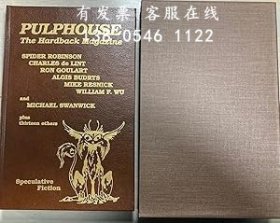 有发票 客服在线
0546 1122
PULPHOUSE
The Hardback Magazine
SPIDER ROBINSON
CHARLES de LINT
RON GOULART
ALGIS BUDRYS
MIKE RESNICK
WILLIAM F. WU
and
MICHAEL SWANWICK
plus
thirteen others
Speculative
Fiction